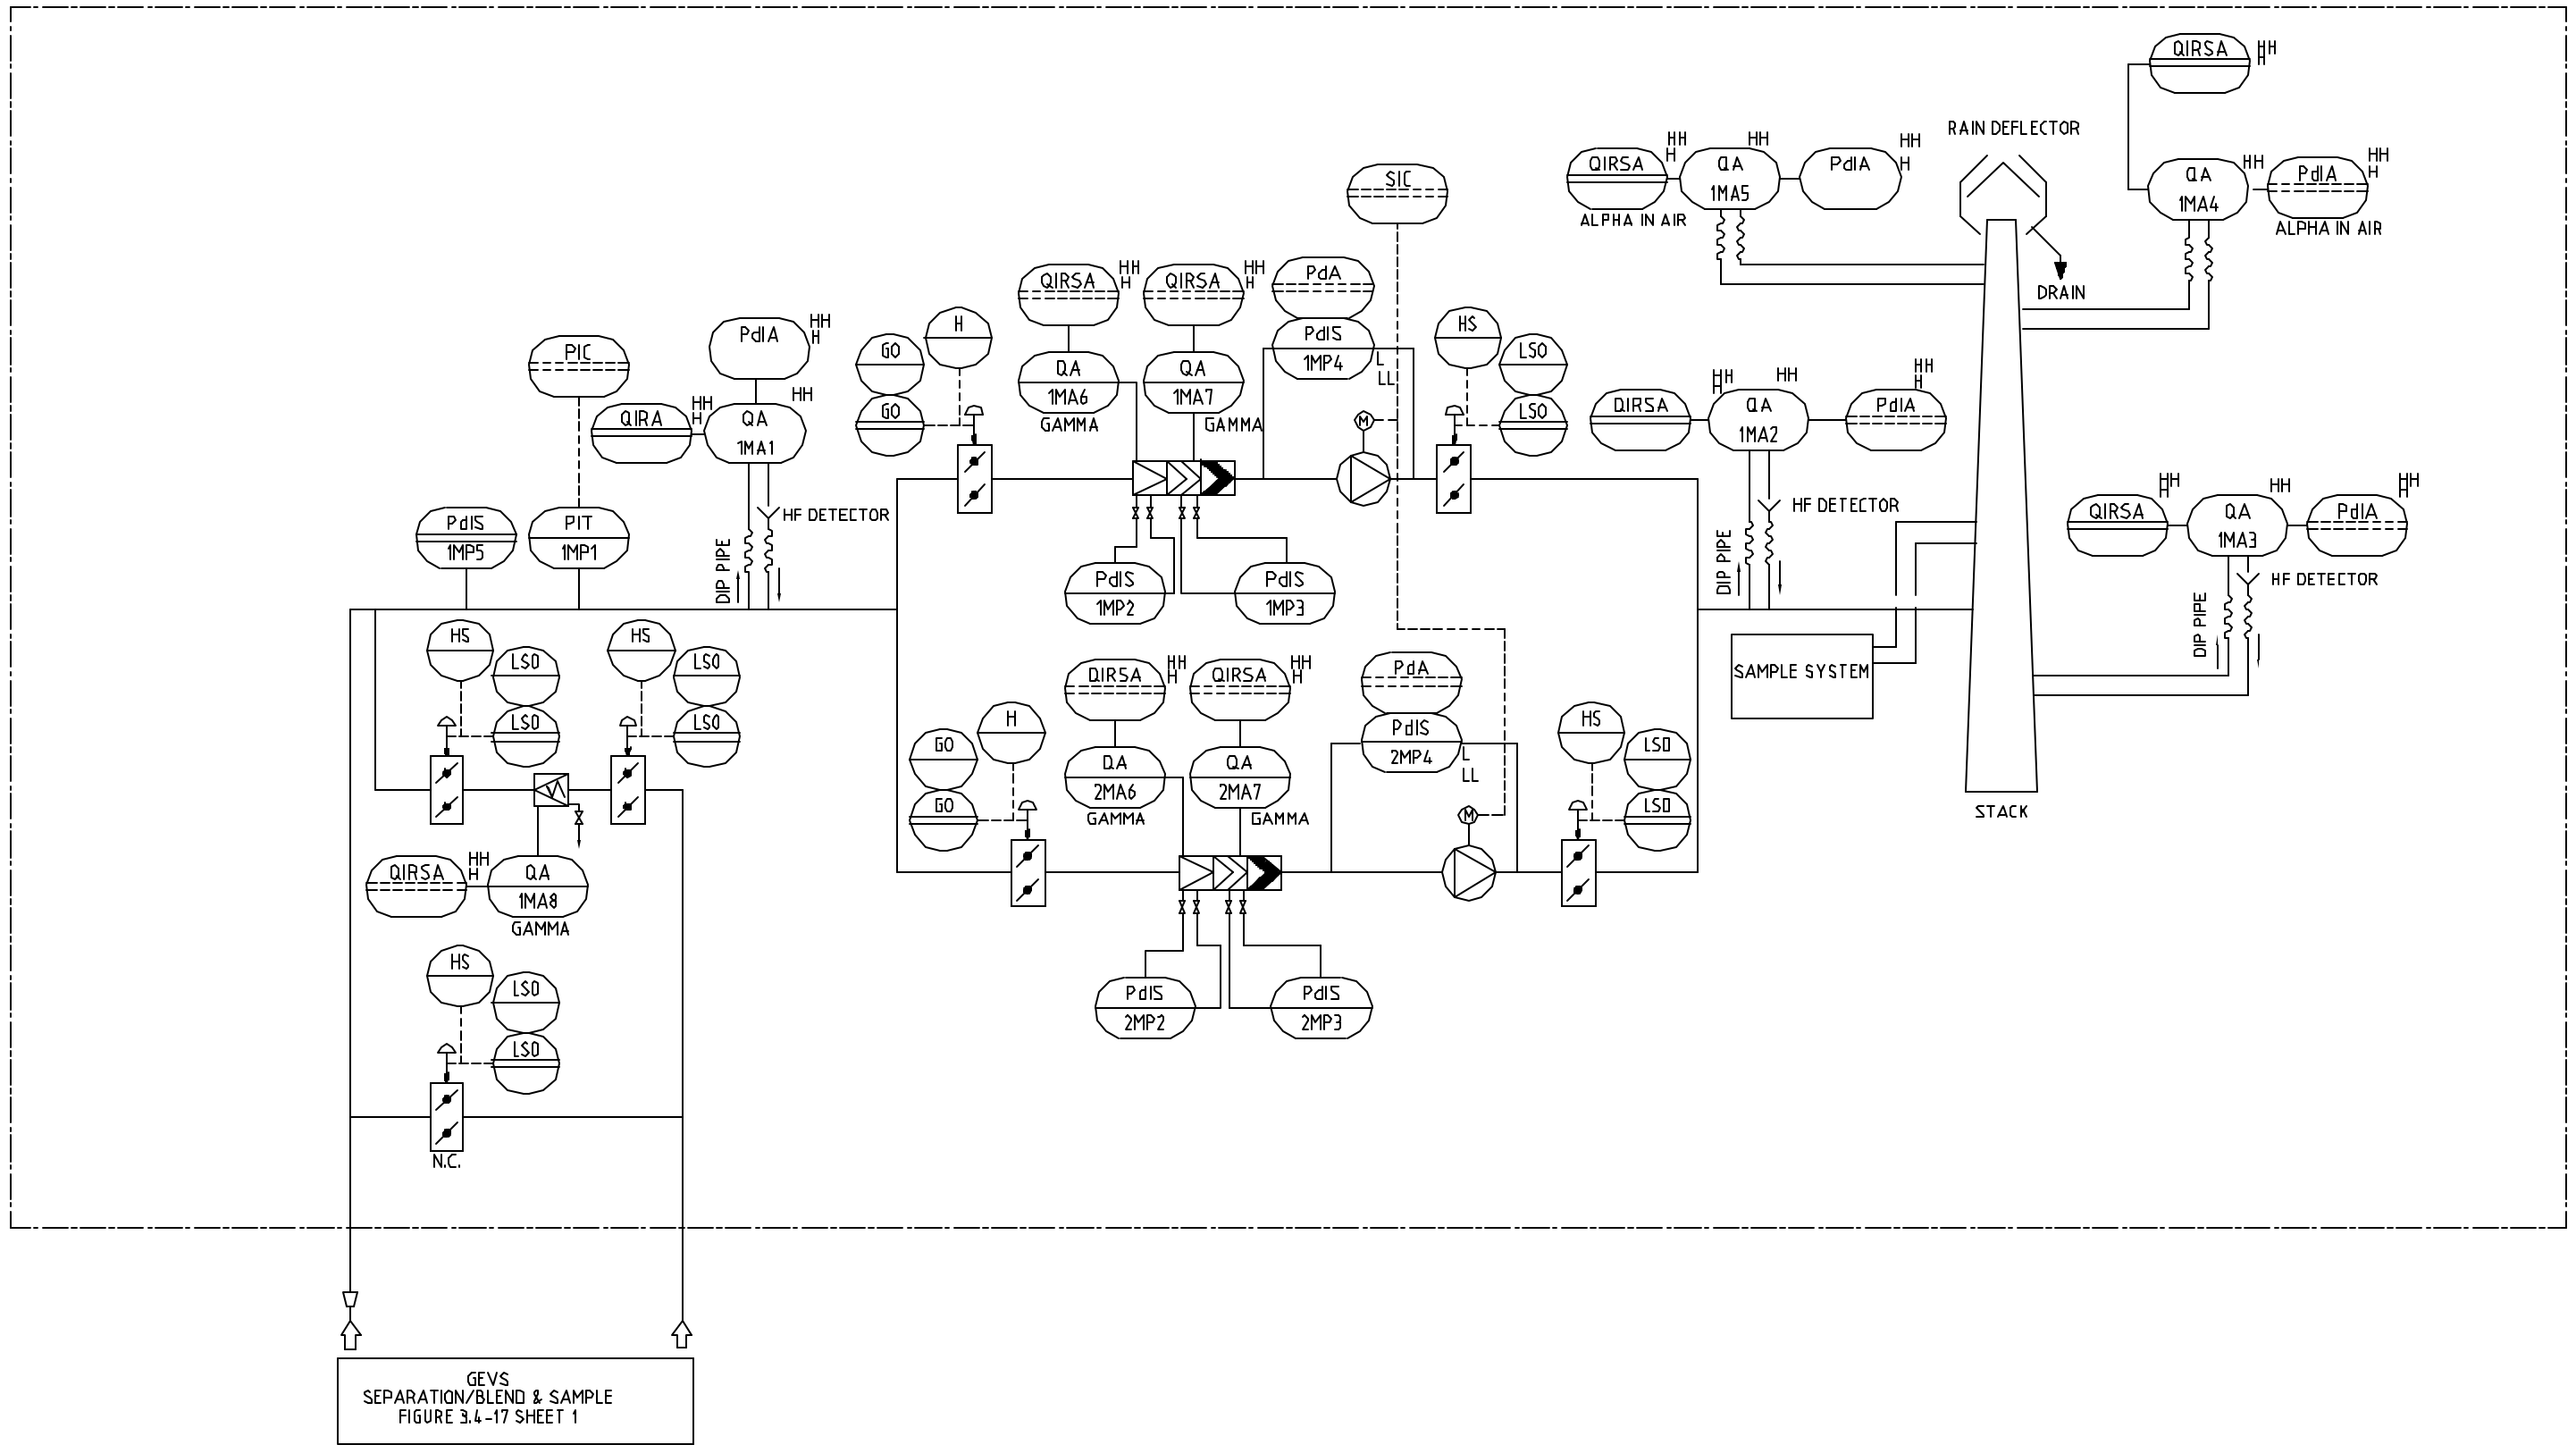 QIRSA
HH
H
RAIN DEFLECTOR
QIRSA
HH
H
QA
1MA5
HH
PdIA
HH
H
ALPHA IN AIR
QA
1MA4
HH
PdIA
HH
H
ALPHA IN AIR
DRAIN
SIC
QIRSA
HH
H
QIRSA
HH
H
PdA
PdIS
1MP4
L
LL
QA
1MA6
GAMMA
QA
1MA7
GAMMA
M
H
GO
GO
HS
LSO
LSO
PIC
PdIA
HH
H
QIRA
HH
H
QA
1MA1
HH
HF DETECTOR
DIP PIPE
PdIS
1MP5
PIT
1MP1
PdIS
1MP2
PdIS
1MP3
QIRSA
HH
H
QA
1MA2
HH
PdIA
HH
H
HF DETECTOR
DIP PIPE
QIRSA
HH
H
QA
1MA3
HH
PdIA
HH
H
HF DETECTOR
DIP PIPE
SAMPLE SYSTEM
STACK
HS
LSO
LSO
HS
LSO
LSO
QIRSA
HH
H
QA
1MA8
GAMMA
HS
LSO
LSO
N.C.
H
GO
GO
QIRSA
HH
H
QIRSA
HH
H
QA
2MA6
GAMMA
QA
2MA7
GAMMA
PdA
PdIS
2MP4
L
LL
M
HS
LSO
LSO
PdIS
2MP2
PdIS
2MP3
GEVS
SEPARATION/BLEND & SAMPLE
FIGURE 3.4-17 SHEET 1